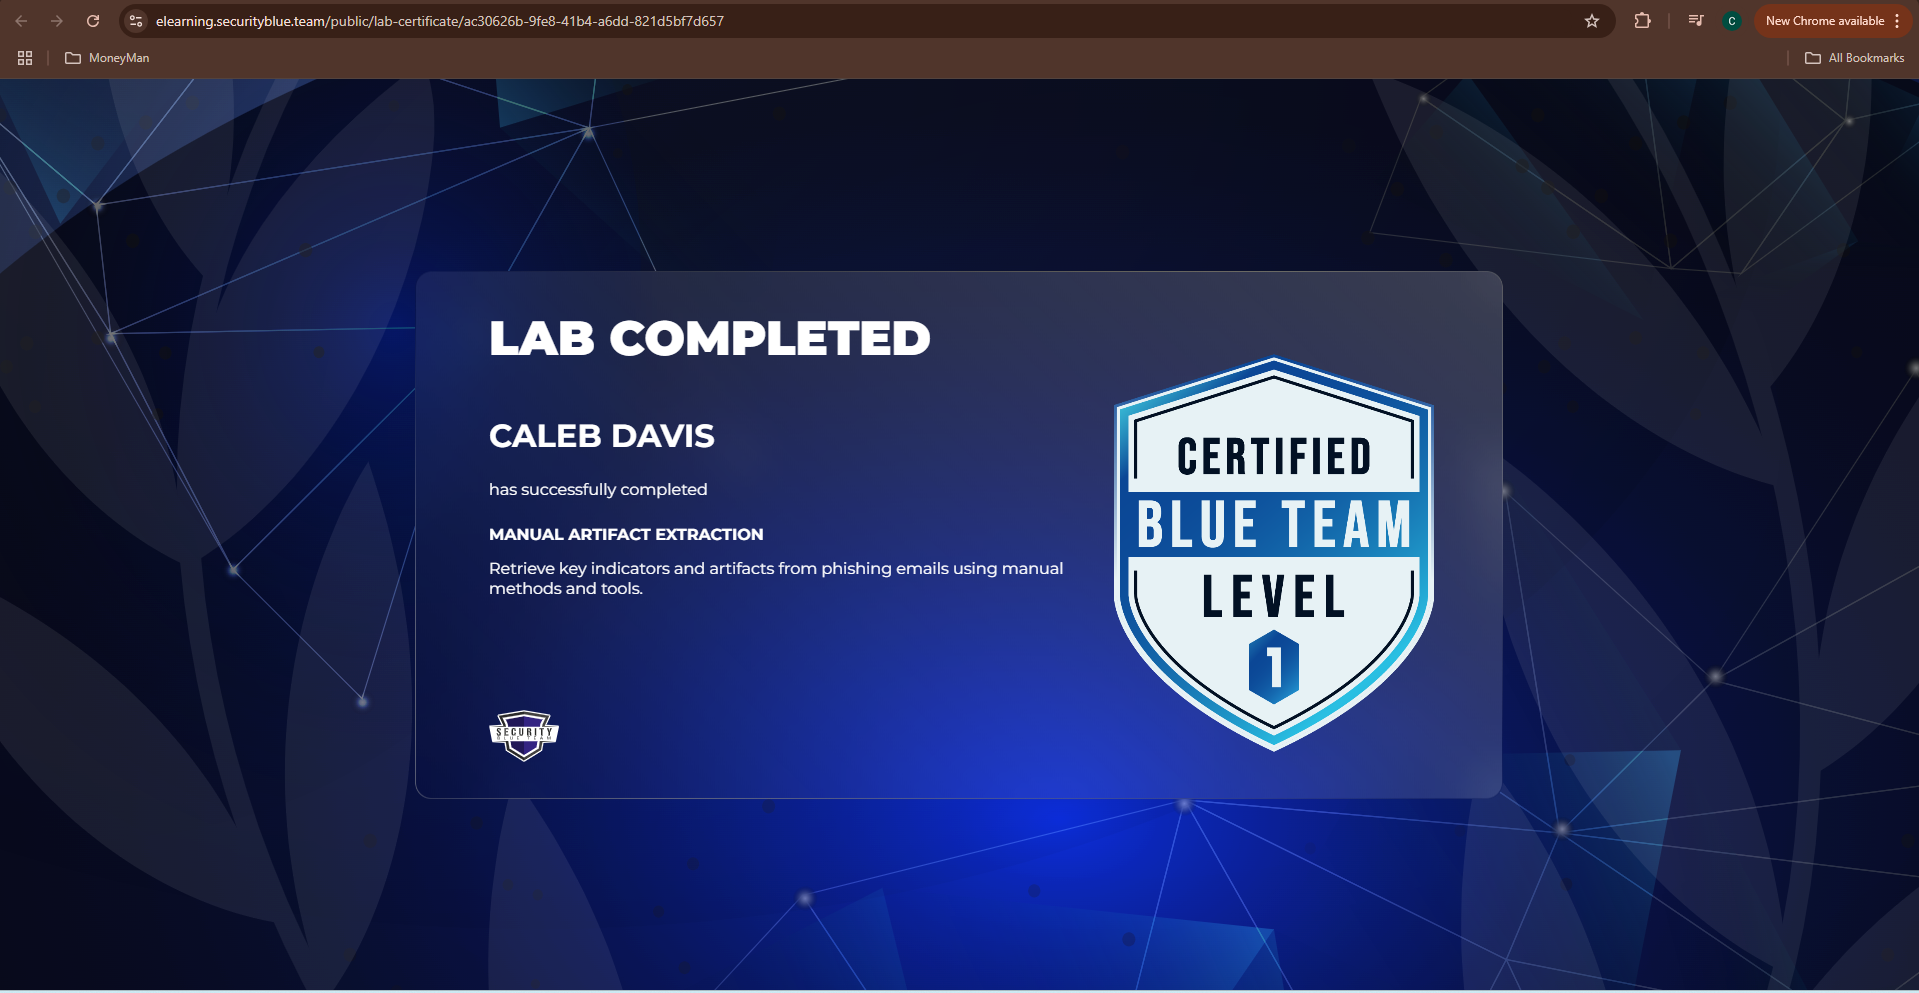 elearning.securityblue.team/public/lab-certificate/ac30626b-9fe8-41b4-a6dd-821d5bf7d657
C
New Chrome available
MoneyMan
All Bookmarks
LAB COMPLETED
CALEB DAVIS
has successfully completed
MANUAL ARTIFACT EXTRACTION
Retrieve key indicators and artifacts from phishing emails using manual
methods and tools.
CERTIFIED
BLUE TEAM
LEVEL
1
SECURITY
BLUE TEAM